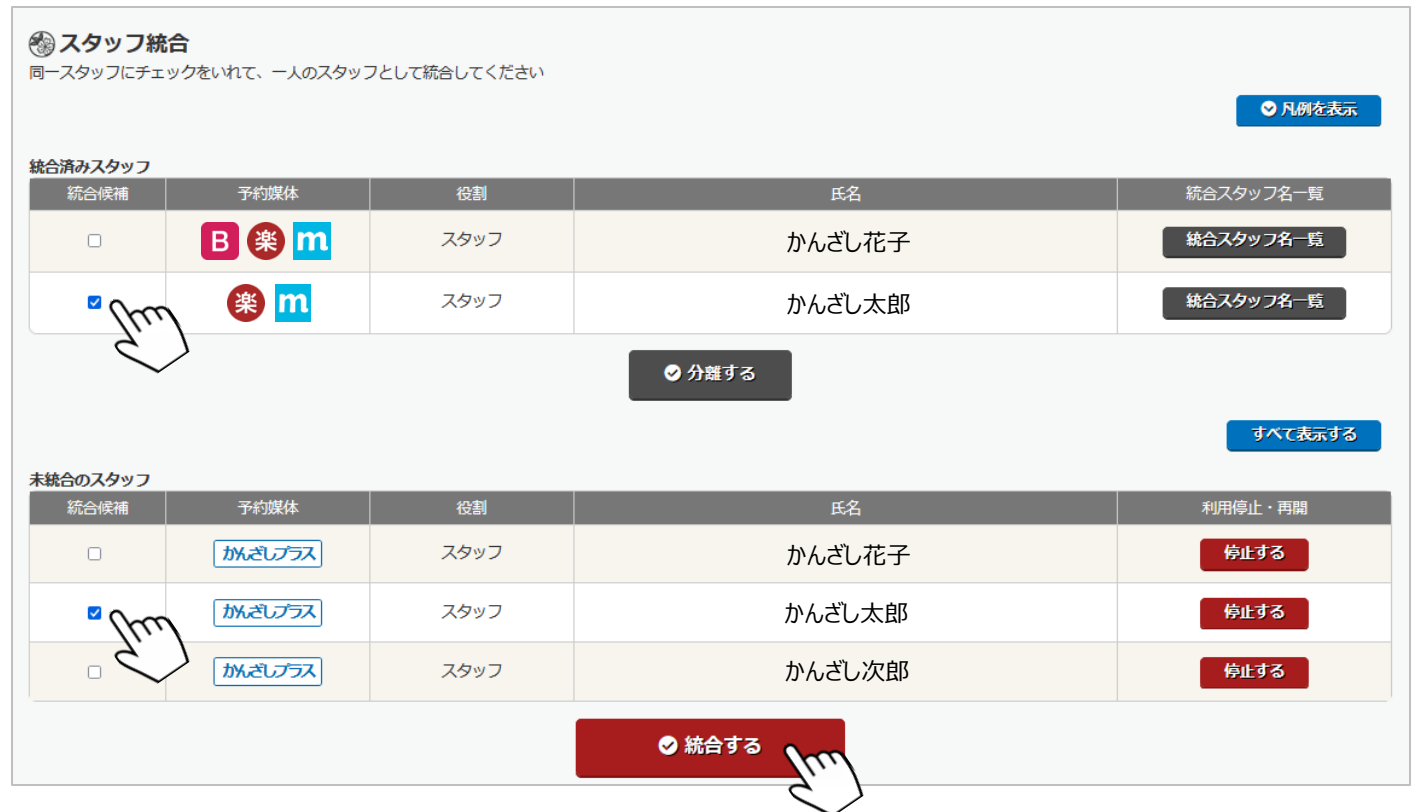 スタッフ統合
同一スタッフにチェックをいれて、一人のスタッフとして統合してください
凡例を表示
統合済みスタッフ
統合候補 予約媒体 役割 氏名 統合スタッフ名一覧
B 楽 m スタッフ かんざし花子 統合スタッフ名一覧
楽 m スタッフ かんざし太郎 統合スタッフ名一覧
分離する
すべて表示する
未統合のスタッフ
統合候補 予約媒体 役割 氏名 利用停止・再開
かんざしプラス スタッフ かんざし花子 停止する
かんざしプラス スタッフ かんざし太郎 停止する
かんざしプラス スタッフ かんざし次郎 停止する
統合する